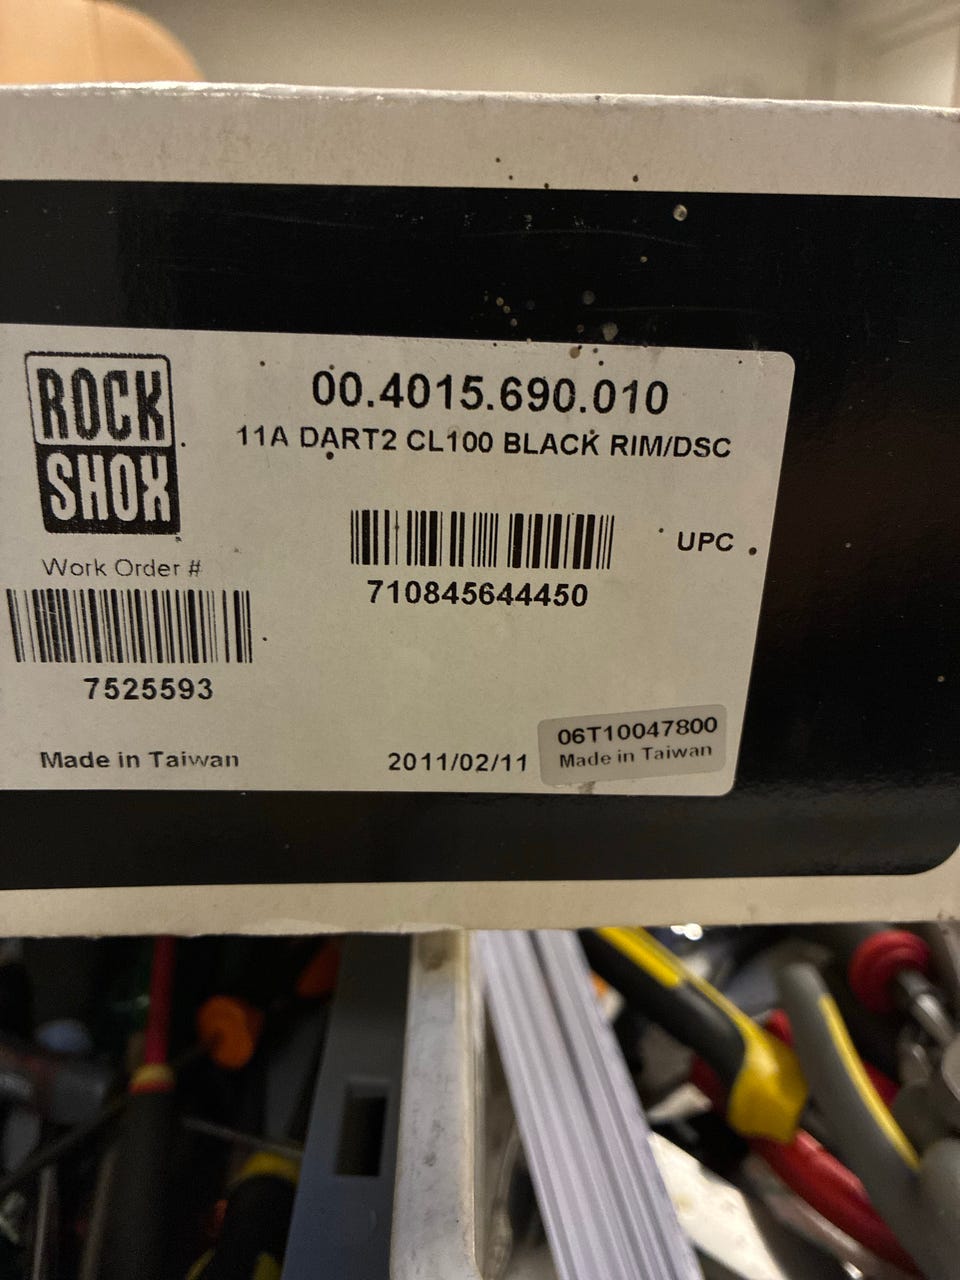 ROCK
SHOX
00.4015.690.010
11A DART2 CL100 BLACK RIM/DSC
UPC
710845644450
Work Order #
7525593
Made in Taiwan
2011/02/11
06T10047800
Made in Taiwan